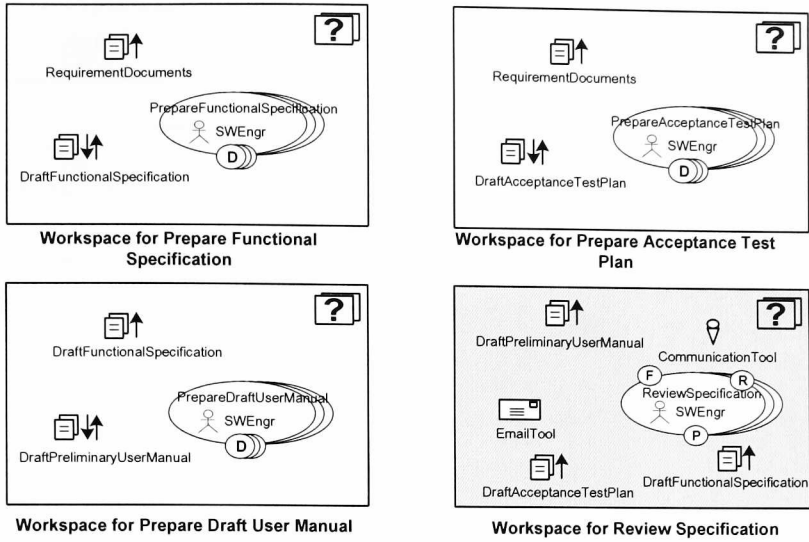 ?
RequirementDocuments
PrepareFunctionalSpecification
SWEngr
D
DraftFunctionalSpecification
Workspace for Prepare Functional
Specification
?
RequirementDocuments
PrepareAcceptanceTestPlan
SWEngr
D
DraftAcceptanceTestPlan
Workspace for Prepare Acceptance Test
Plan
?
DraftFunctionalSpecification
PrepareDraftUserManual
SWEngr
D
DraftPreliminaryUserManual
Workspace for Prepare Draft User Manual
?
DraftPreliminaryUserManual
CommunicationTool
F
R
ReviewSpecification
SWEngr
P
EmailTool
DraftAcceptanceTestPlan
DraftFunctionalSpecification
Workspace for Review Specification